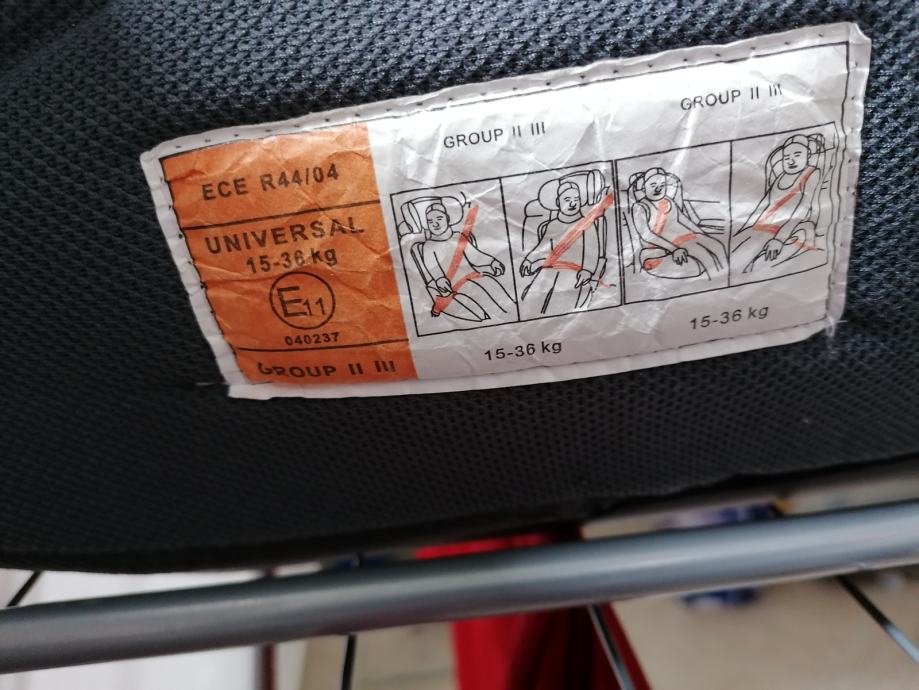 ECE R44/04
UNIVERSAL
15-36 kg
E11
040237
GROUP II III
GROUP II III
15-36 kg
GROUP II III
15-36 kg